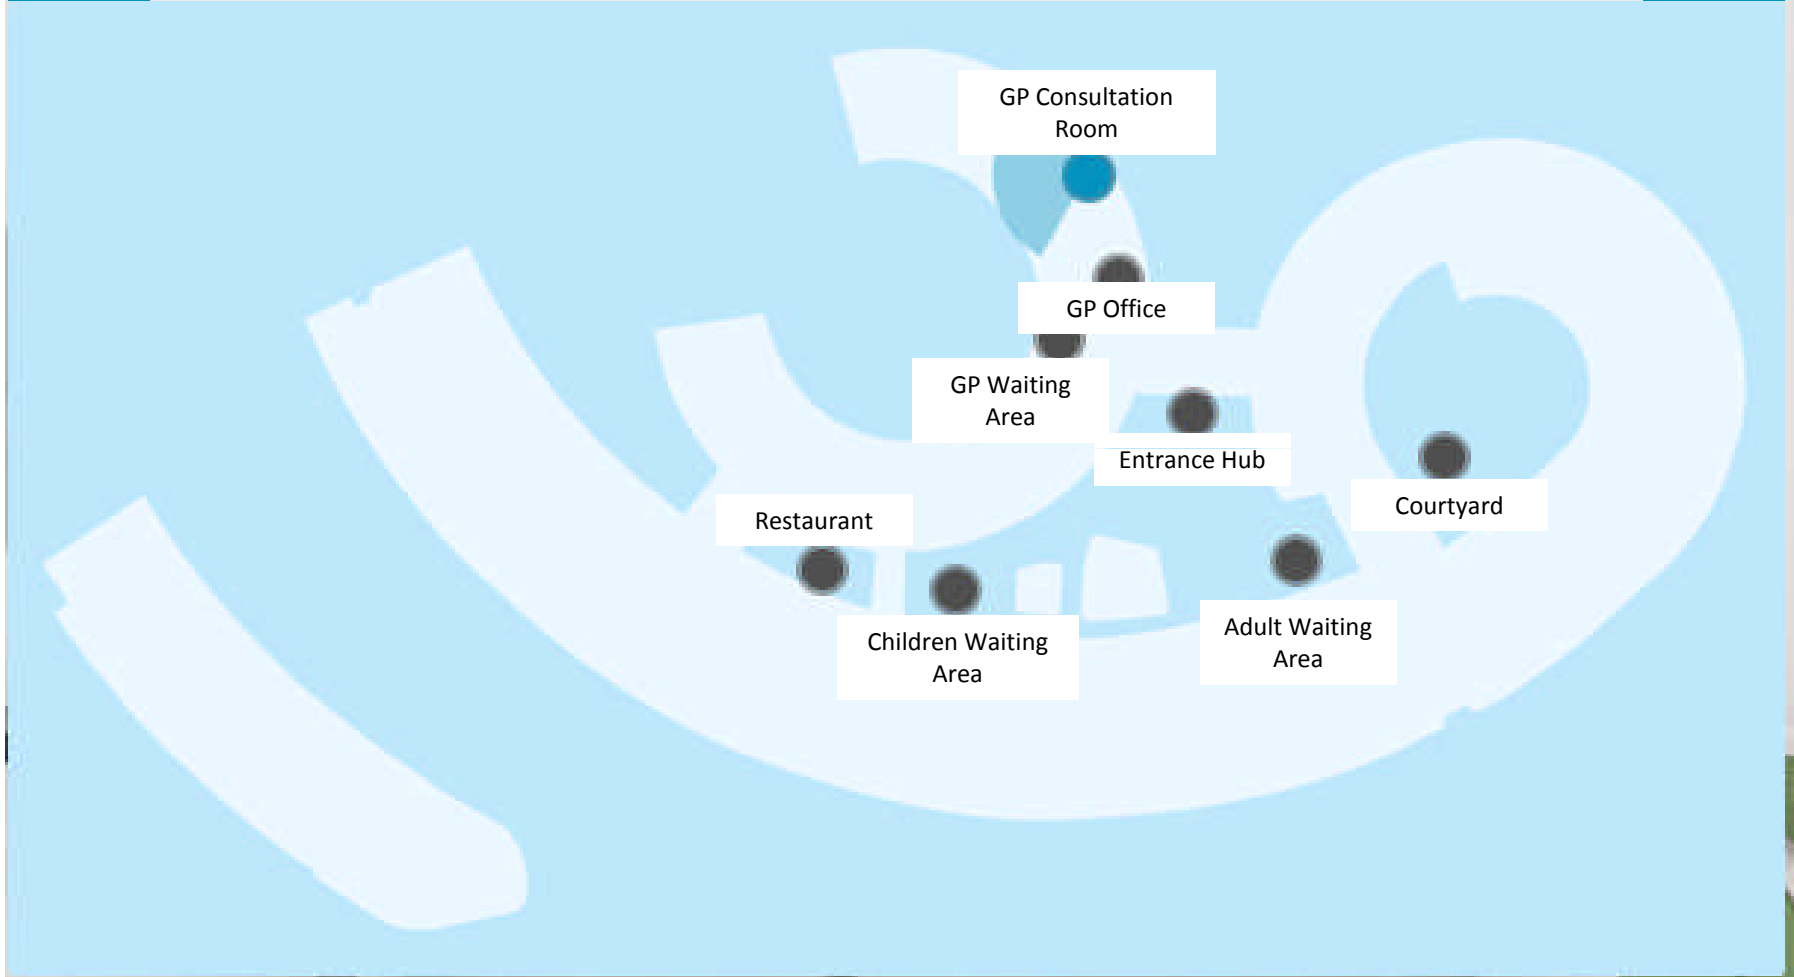 GP Consultation
Room
GP Office
GP Waiting
Area
Entrance Hub
Courtyard
Restaurant
Children Waiting
Area
Adult Waiting
Area